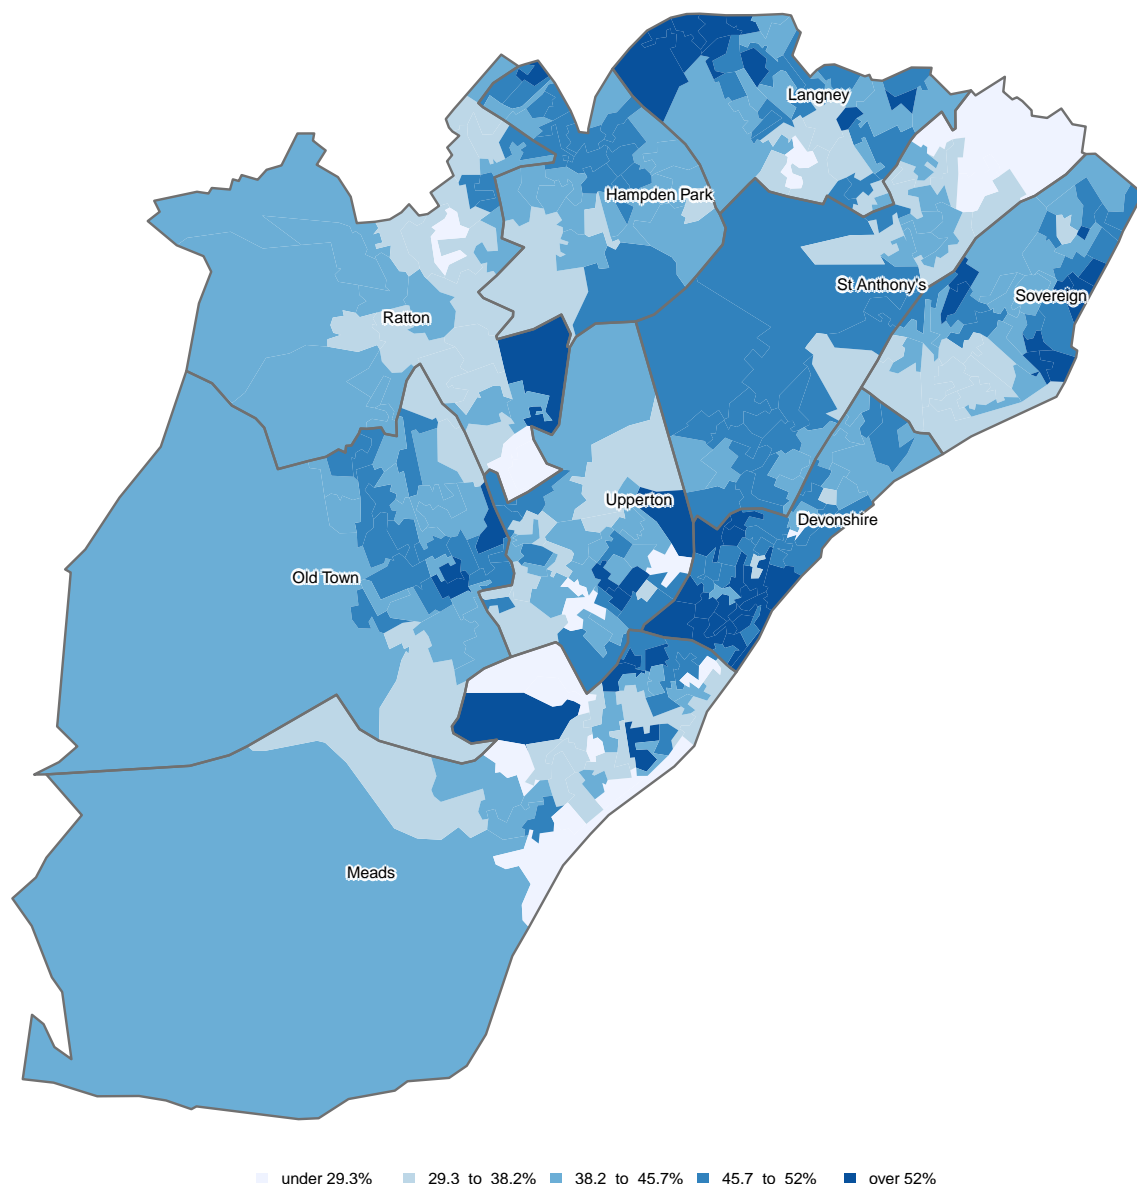 Langney
Hampden Park
St Anthony's
Sovereign
Ratton
Upperton
Devonshire
Old Town
Meads
under 29.3% 29.3 to 38.2% 38.2 to 45.7% 45.7 to 52% over 52%